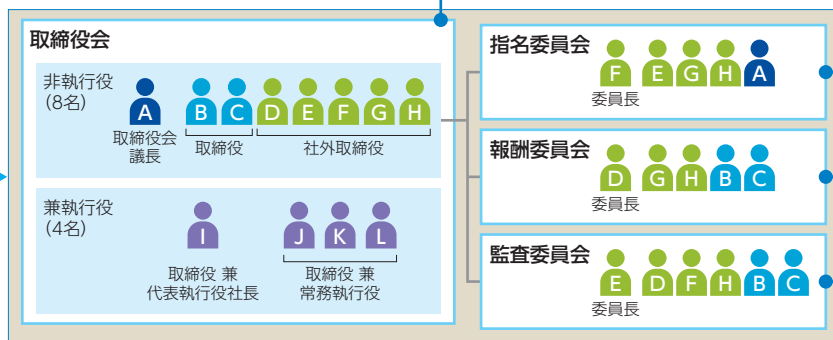 取締役会
非執行役
(8名)
A B C D E F G H
取締役会
議長
取締役
社外取締役
兼執行役
(4名)
I J K L
取締役 兼
代表執行役社長
取締役 兼
常務執行役
指名委員会
F E G H A
委員長
報酬委員会
D G H B C
委員長
監査委員会
E D F H B C
委員長